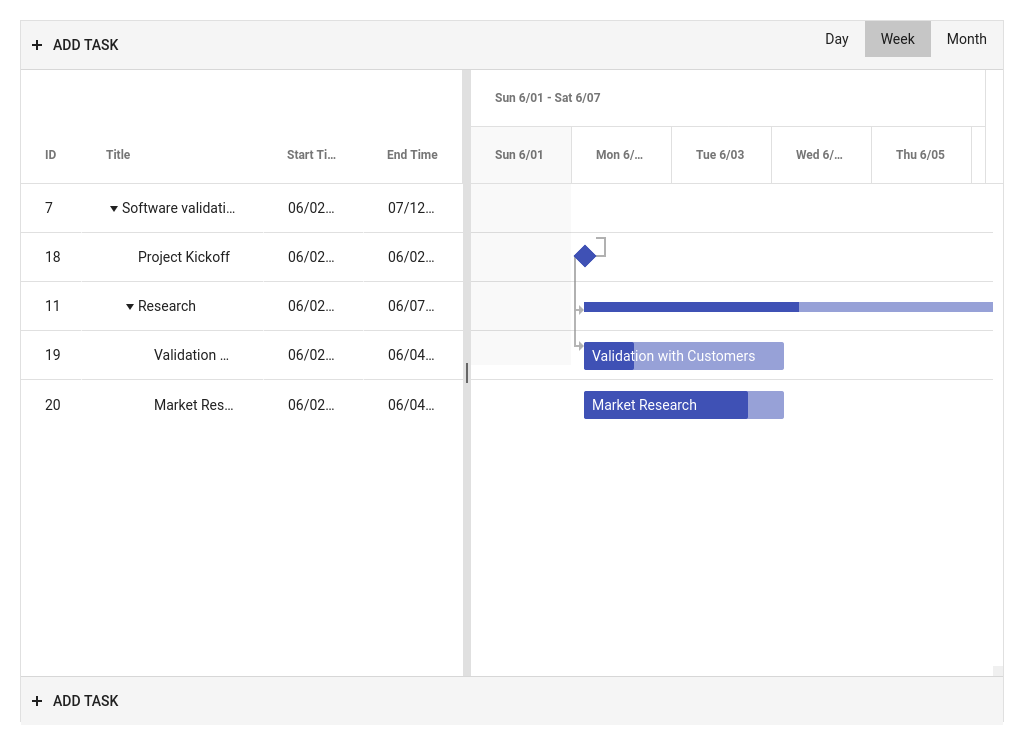 ADD TASK
Day Week Month
Sun 6/01 - Sat 6/07
ID Title Start Ti... End Time Sun 6/01 Mon 6/... Tue 6/03 Wed 6/... Thu 6/05
7 Software validati... 06/02... 07/12...
18 Project Kickoff 06/02... 06/02...
11 Research 06/02... 06/07...
19 Validation ... 06/02... 06/04... Validation with Customers
20 Market Res... 06/02... 06/04... Market Research
ADD TASK